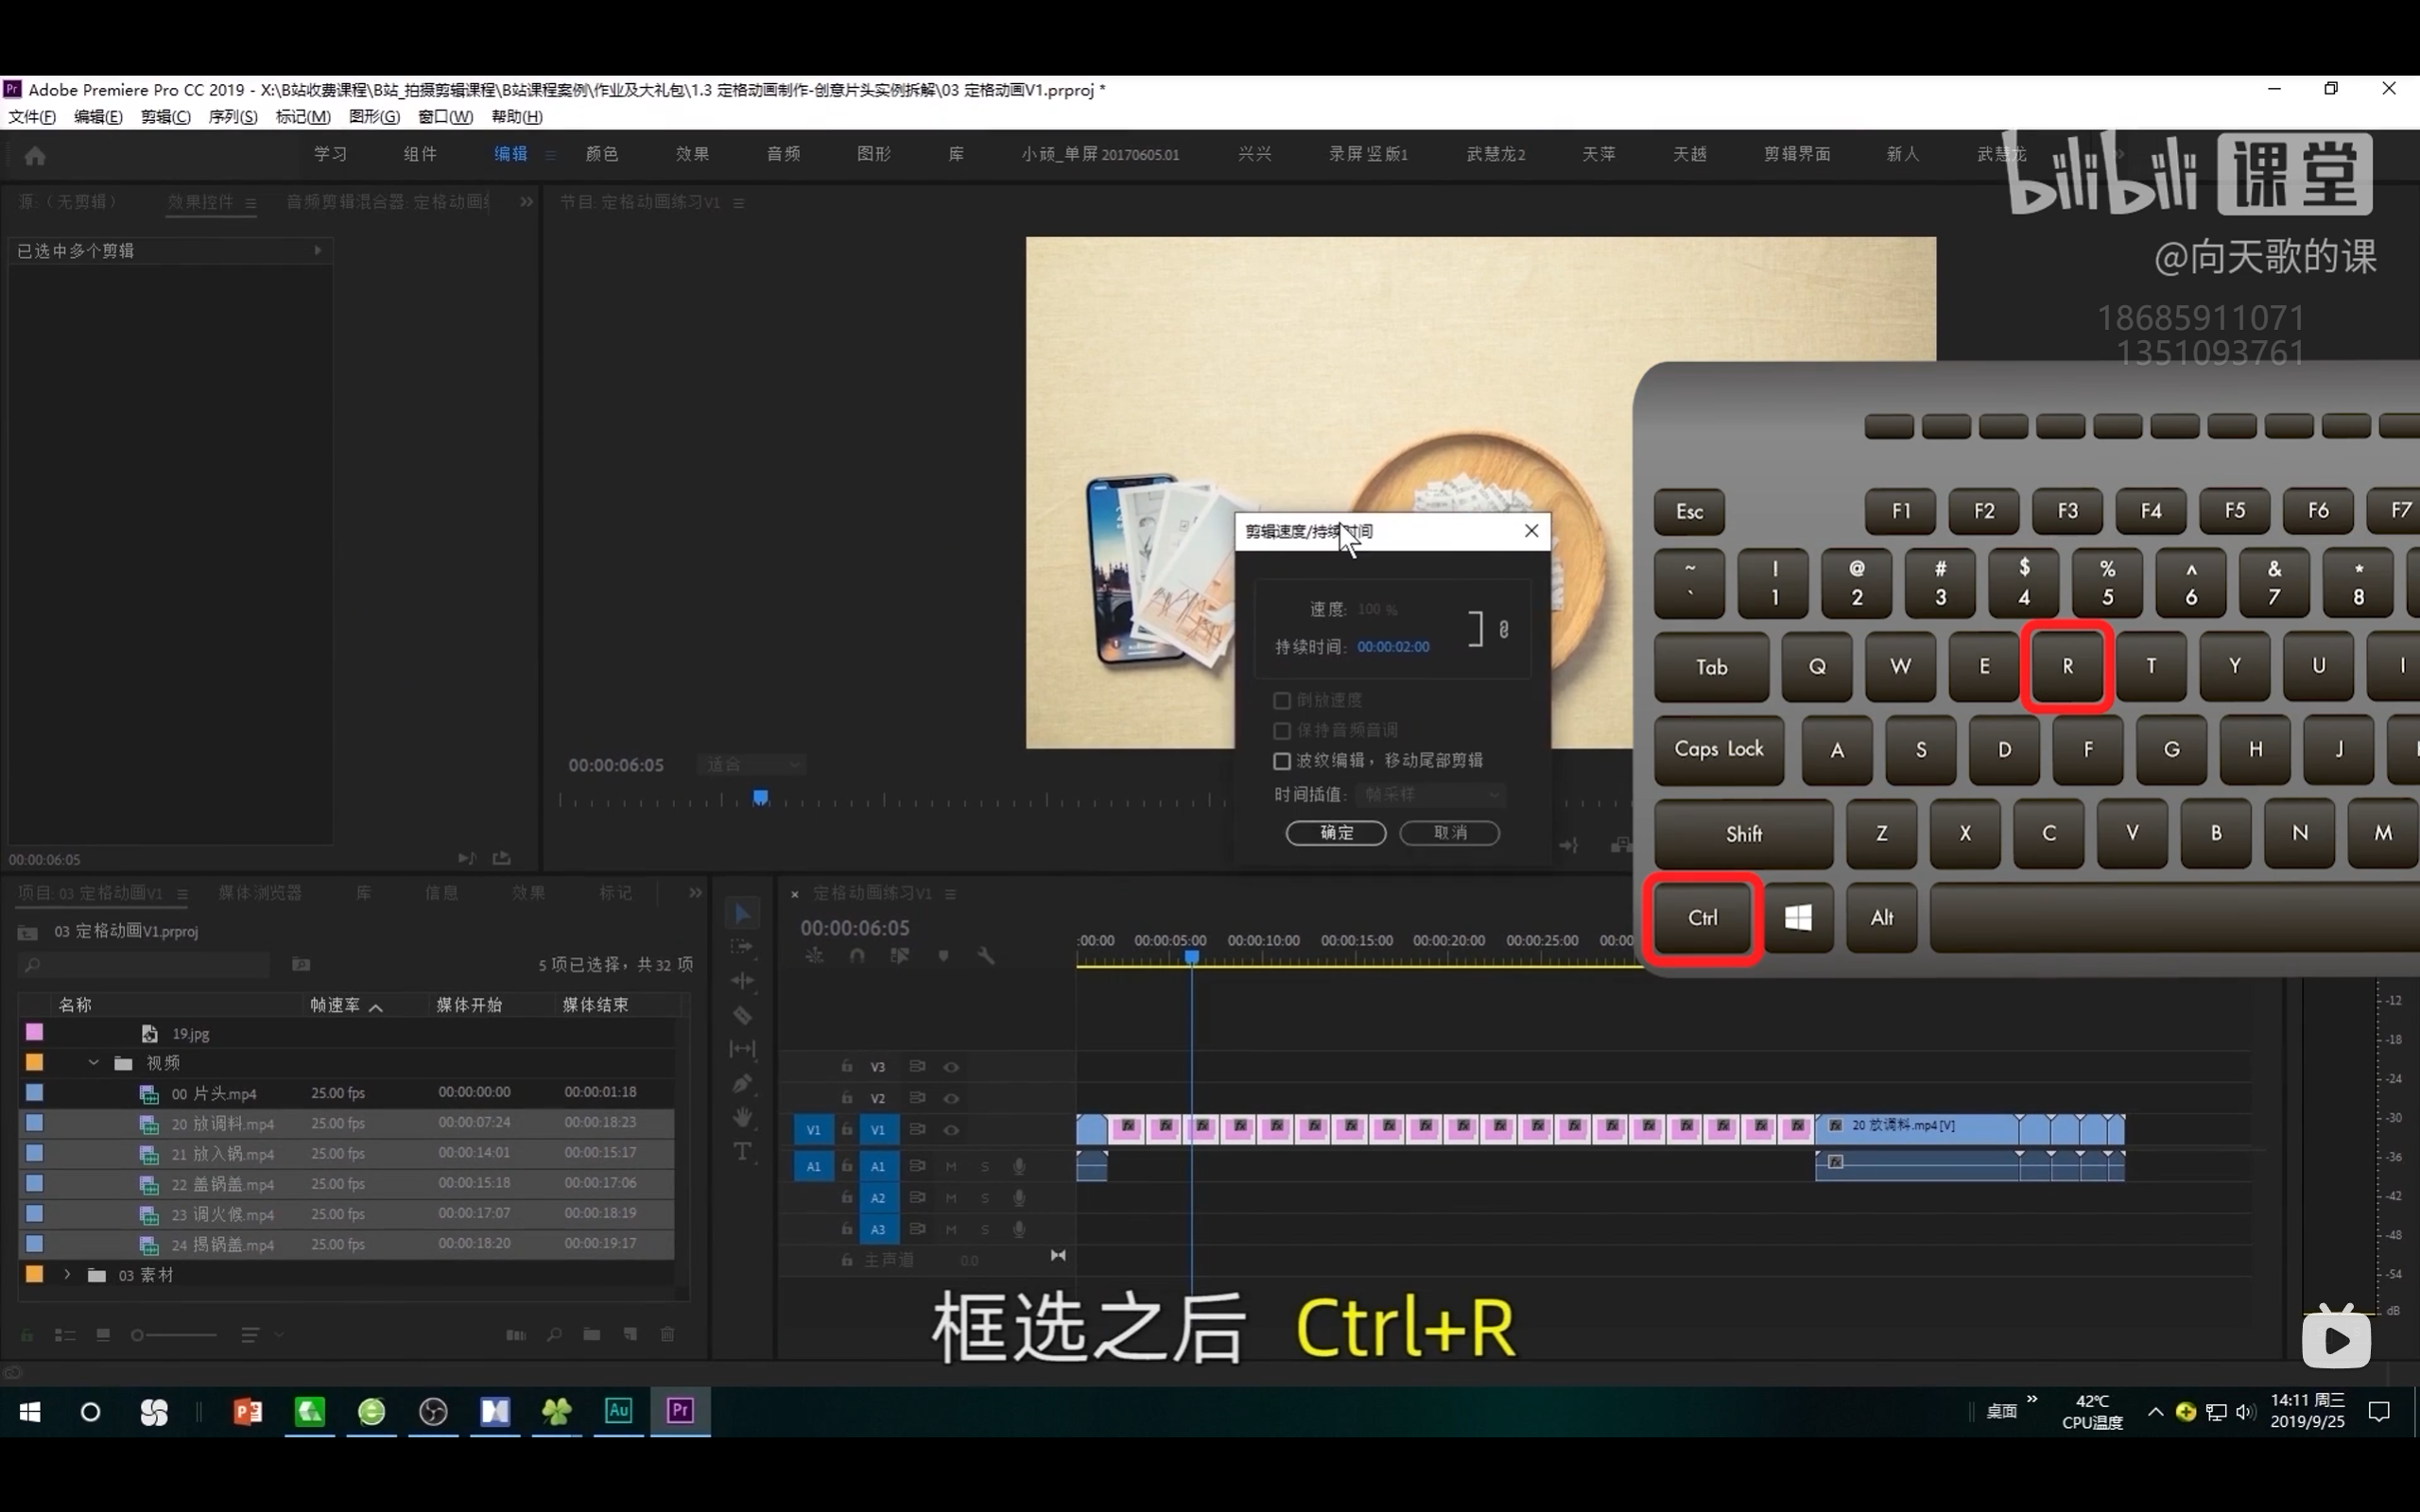 Adobe Premiere Pro CC 2019 - X:\B站收费课程\B站_拍摄剪辑课程\B站课程案例\作业及大礼包\1.3 定格动画制作-创意片头实例拆解\03 定格动画V1.prproj *
文件(F) 编辑(E) 剪辑(C) 序列(S) 标记(M) 图形(G) 窗口(W) 帮助(H)
学习 组件 编辑 颜色 效果 音频 图形 库 小顽_单屏20170605.01 兴兴 录屏竖版1 武慧龙2 天萍 天越 剪辑界面 新人 武慧龙
bilibili 课堂
@向天歌的课
18685911071
1351093761
源:（无剪辑） 效果控件 音频剪辑混合器: 定格动画
节目: 定格动画练习V1
已选中多个剪辑
剪辑速度/持续时间
速度: 100 %
持续时间: 00:00:02:00
倒放速度
保持音频音调
波纹编辑，移动尾部剪辑
时间插值: 帧采样
确定 取消
00:00:06:05 适合
00:00:06:05
Esc F1 F2 F3 F4 F5 F6 F7
~ ! @ # $ % ^ & *
` 1 2 3 4 5 6 7 8
Tab Q W E R T Y U I
Caps Lock A S D F G H J
Shift Z X C V B N M
Ctrl Alt
项目: 03 定格动画V1 媒体浏览器 库 信息 效果 标记
03 定格动画V1.prproj
5 项已选择，共 32 项
名称 帧速率 媒体开始 媒体结束
19.jpg
视频
00 片头.mp4 25.00 fps 00:00:00:00 00:00:01:18
20 放调料.mp4 25.00 fps 00:00:07:24 00:00:18:23
21 放入锅.mp4 25.00 fps 00:00:14:01 00:00:15:17
22 盖锅盖.mp4 25.00 fps 00:00:15:18 00:00:17:06
23 调火候.mp4 25.00 fps 00:00:17:07 00:00:18:19
24 揭锅盖.mp4 25.00 fps 00:00:18:20 00:00:19:17
03 素材
× 定格动画练习V1
00:00:06:05
:00:00 00:00:05:00 00:00:10:00 00:00:15:00 00:00:20:00 00:00:25:00 00:00
V3
V2
V1 V1 20 放调料.mp4 [V]
A1 A1 M S
A2 M S
A3 M S
主声道 0.0
-12
-18
-24
-30
-36
-42
-48
-54
dB
框选之后 Ctrl+R
Au Pr
桌面
42℃
CPU温度
14:11 周三
2019/9/25